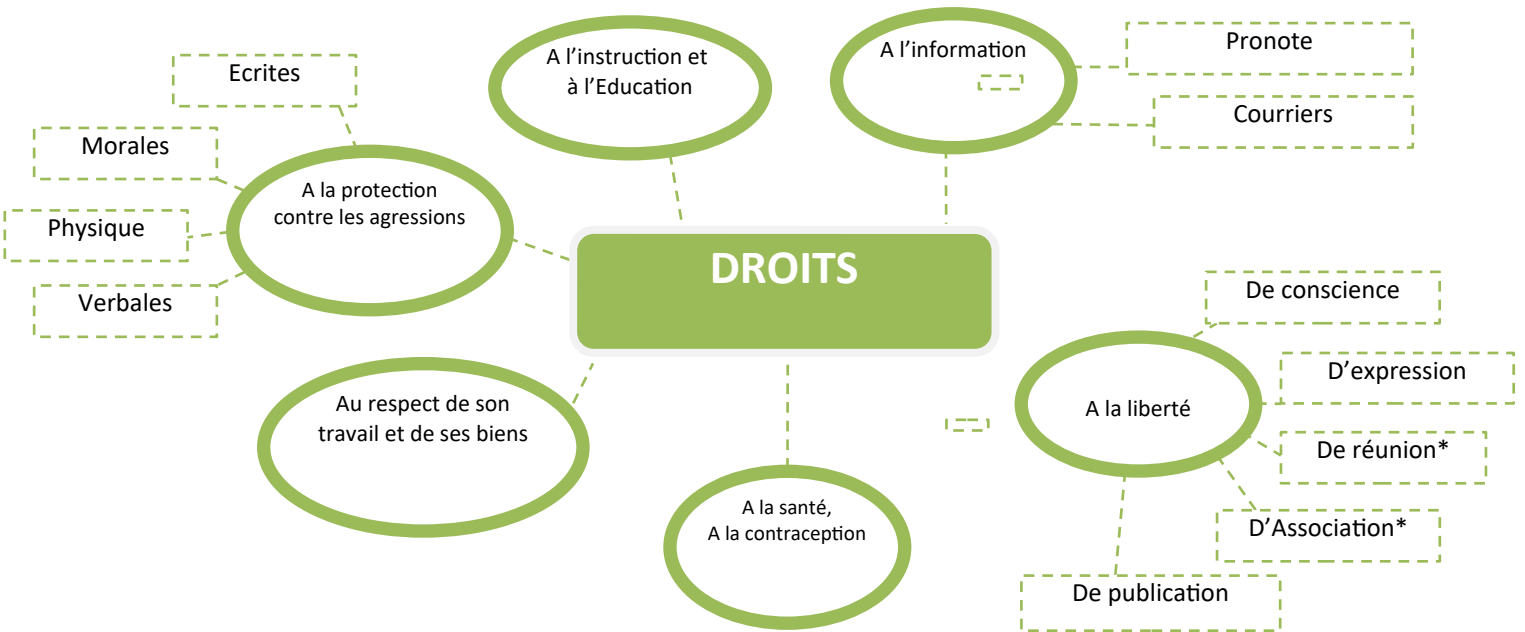 A l’instruction et
à l’Education
A l’information
Pronote
Courriers
Ecrites
Morales
Physique
Verbales
A la protection
contre les agressions
DROITS
De conscience
D’expression
A la liberté
De réunion*
D’Association*
De publication
Au respect de son
travail et de ses biens
A la santé,
A la contraception